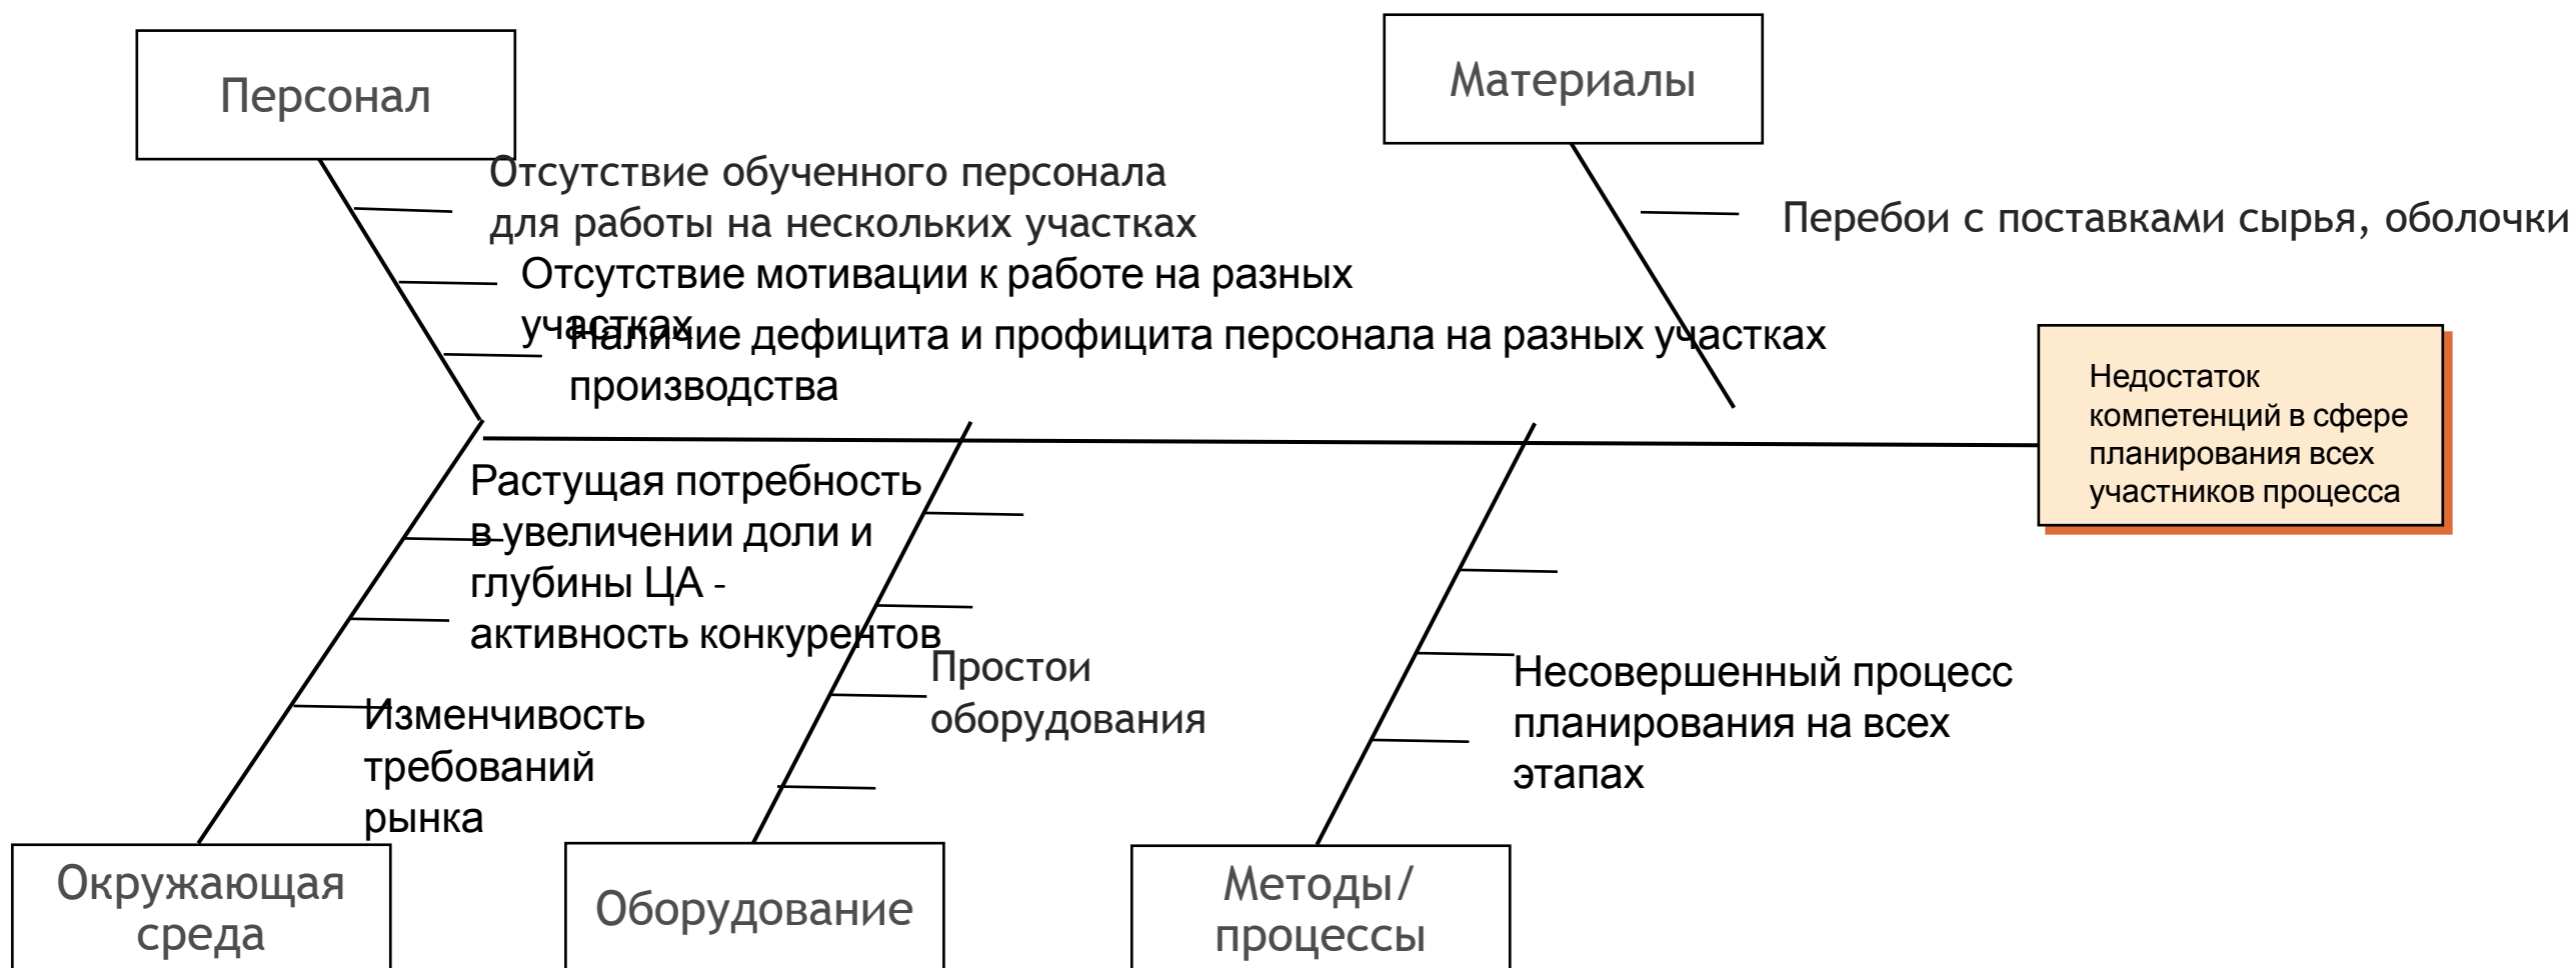 Персонал
Материалы
Отсутствие обученного персонала
для работы на нескольких участках
Перебои с поставками сырья, оболочки
Отсутствие мотивации к работе на разных
участках
Наличие дефицита и профицита персонала на разных участках
производства
Недостаток
компетенций в сфере
планирования всех
участников процесса
Растущая потребность
в увеличении доли и
глубины ЦА -
активность конкурентов
Простои
оборудования
Несовершенный процесс
планирования на всех
этапах
Изменчивость
требований
рынка
Окружающая
среда
Оборудование
Методы/
процессы